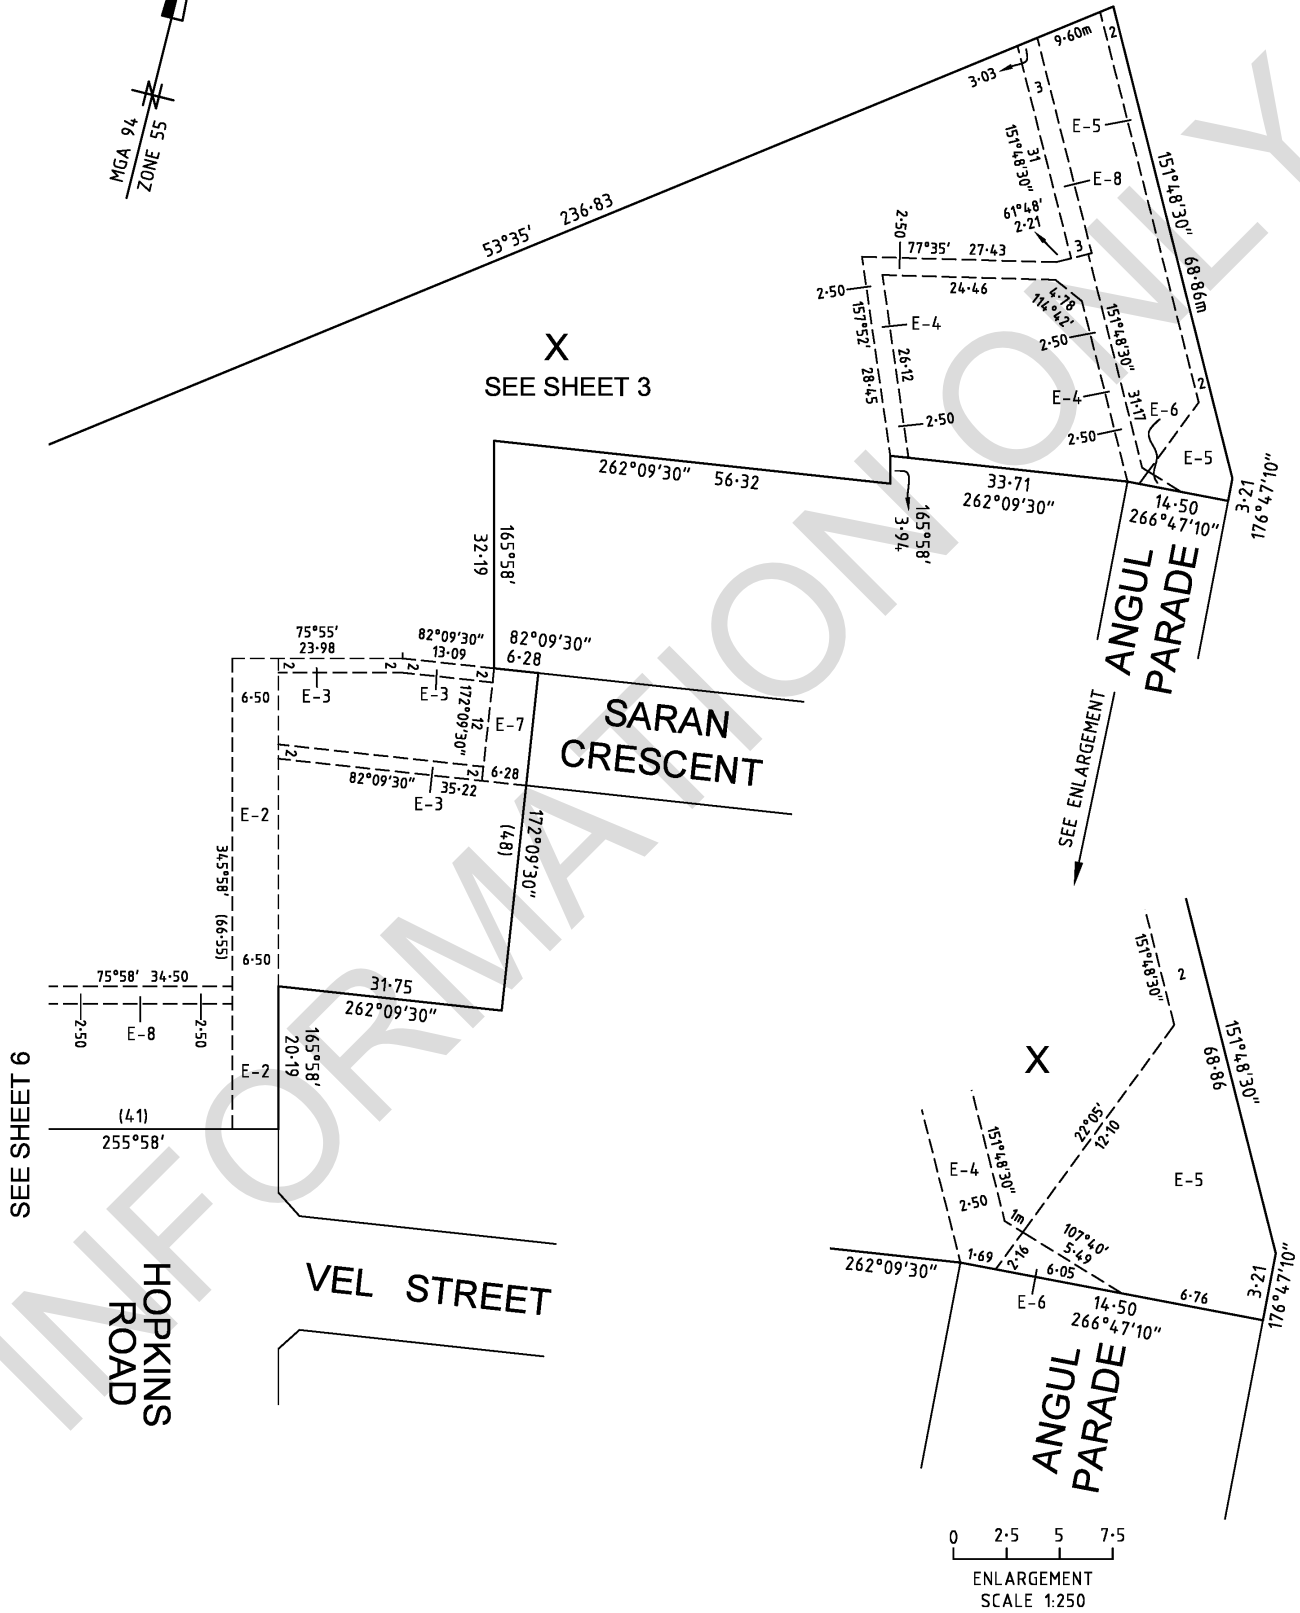 MGA 94
ZONE 55
53°35' 236·83
9·60m
2
3·03
3
E-5
31
151°48'30"
E-8
151°48'30" 68·86m
61°48'
2·21
2·50
77°35' 27·43
3
2·50
24·46
4·78
114°42'
157°52' 28·45
E-4
26·12
2·50
151°48'30" 31·17
2
E-4
E-6
2·50
2·50
E-5
X
SEE SHEET 3
262°09'30" 56·32
33·71
262°09'30"
165°58'
3·94
14·50
266°47'10"
3·21
176°47'10"
ANGUL
PARADE
SEE ENLARGEMENT
165°58'
32·19
75°55'
23·98
82°09'30"
13·09
82°09'30"
6·28
2
2
2
2
E-3
E-3
6·50
12
172°09'30"
E-7
SARAN
CRESCENT
2
2
6·28
82°09'30" 35·22
E-3
E-2
172°09'30"
(48)
345°58' (66·55)
6·50
75°58' 34·50
31·75
262°09'30"
2·50
E-8
2·50
165°58'
20·19
E-2
SEE SHEET 6
(41)
255°58'
HOPKINS
ROAD
VEL STREET
151°48'30"
2
151°48'30"
68·86
X
22°05'
12·10
E-4
151°48'30"
2·50
E-5
1m
107°40'
5·49
262°09'30"
1·69
2·16
6·05
E-6
14·50
266°47'10"
6·76
3·21
176°47'10"
ANGUL
PARADE
0 2·5 5 7·5
ENLARGEMENT
SCALE 1:250
INFORMATION ONLY